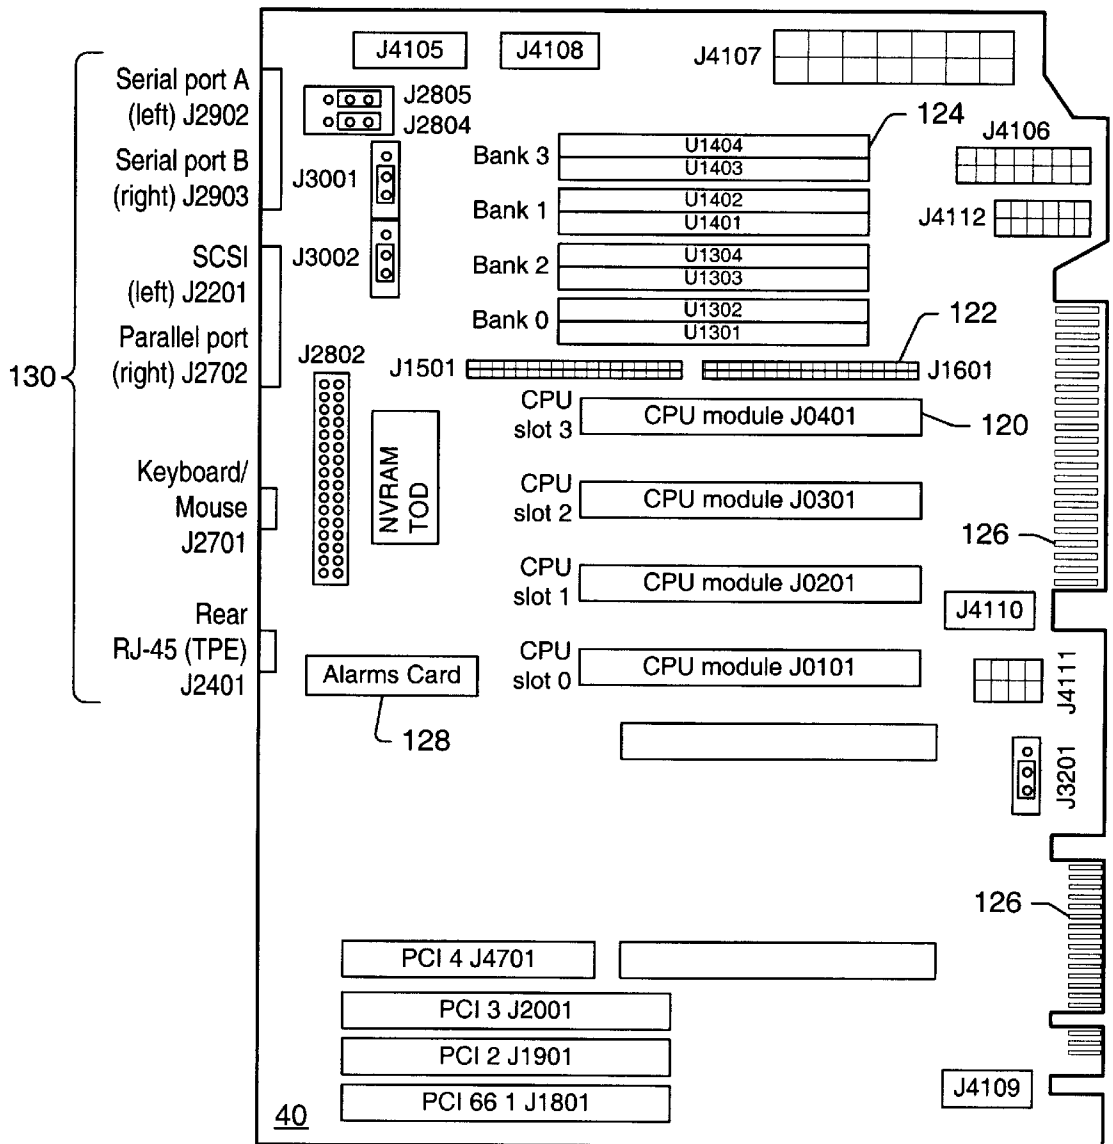 J4105
J4108
J4107
Serial port A
(left) J2902
J2805
J2804
124
J4106
Bank 3
U1404
U1403
Serial port B
(right) J2903
J3001
Bank 1
U1402
U1401
J4112
SCSI
(left) J2201
J3002
Bank 2
U1304
U1303
Bank 0
U1302
U1301
122
Parallel port
(right) J2702
130
J2802
J1501
J1601
CPU
slot 3
CPU module J0401
120
NVRAM
TOD
Keyboard/
Mouse
J2701
CPU
slot 2
CPU module J0301
126
CPU
slot 1
CPU module J0201
J4110
Rear
RJ-45 (TPE)
J2401
Alarms Card
128
CPU
slot 0
CPU module J0101
J4111
J3201
126
PCI 4 J4701
PCI 3 J2001
PCI 2 J1901
PCI 66 1 J1801
J4109
40